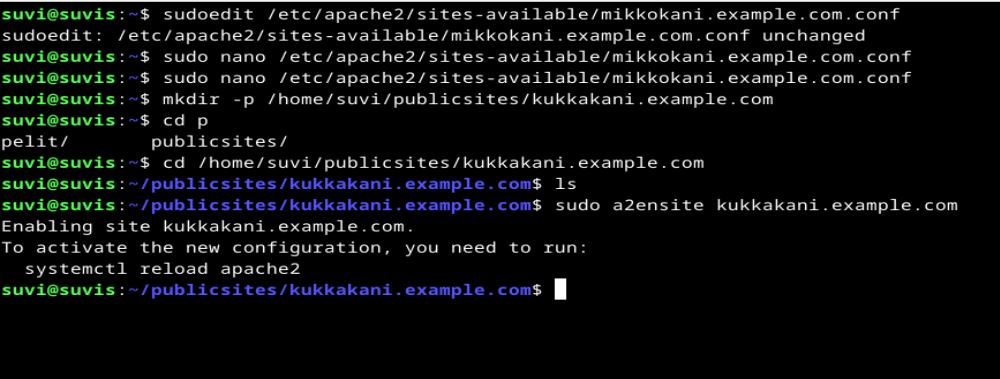 suvi@suvis:~$ sudoedit /etc/apache2/sites-available/mikkokani.example.com.conf
sudoedit: /etc/apache2/sites-available/mikkokani.example.com.conf unchanged
suvi@suvis:~$ sudo nano /etc/apache2/sites-available/mikkokani.example.com.conf
suvi@suvis:~$ sudo nano /etc/apache2/sites-available/mikkokani.example.com.conf
suvi@suvis:~$ mkdir -p /home/suvi/publicsites/kukkakani.example.com
suvi@suvis:~$ cd p
pelit/       publicsites/
suvi@suvis:~$ cd /home/suvi/publicsites/kukkakani.example.com
suvi@suvis:~/publicsites/kukkakani.example.com$ ls
suvi@suvis:~/publicsites/kukkakani.example.com$ sudo a2ensite kukkakani.example.com
Enabling site kukkakani.example.com.
To activate the new configuration, you need to run:
  systemctl reload apache2
suvi@suvis:~/publicsites/kukkakani.example.com$